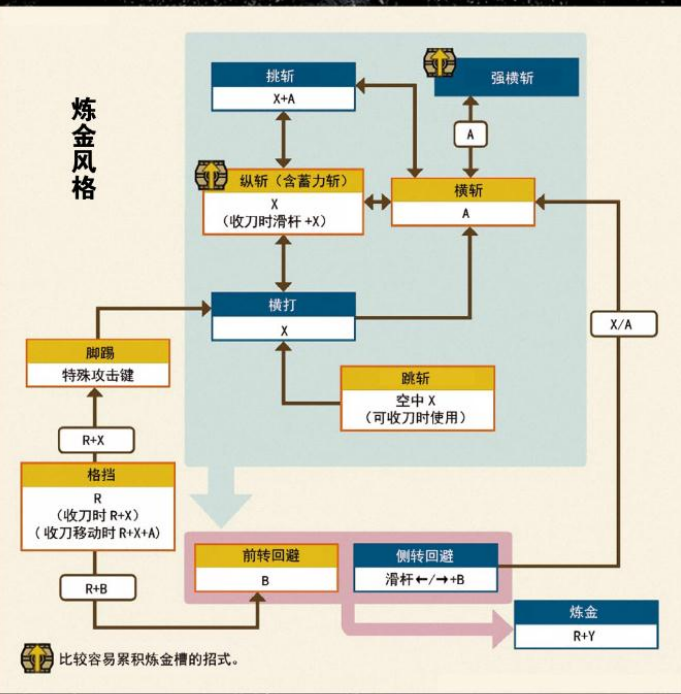 炼金风格
挑斩
X+A
强横斩
A
纵斩（含蓄力斩）
X
（收刀时滑杆+X）
横斩
A
横打
X
X/A
脚踢
特殊攻击键
跳斩
空中 X
（可收刀时使用）
R+X
格挡
R
（收刀时 R+X）
（收刀移动时 R+X+A）
R+B
前转回避
B
侧转回避
滑杆←/→+B
炼金
R+Y
比较容易累积炼金槽的招式。